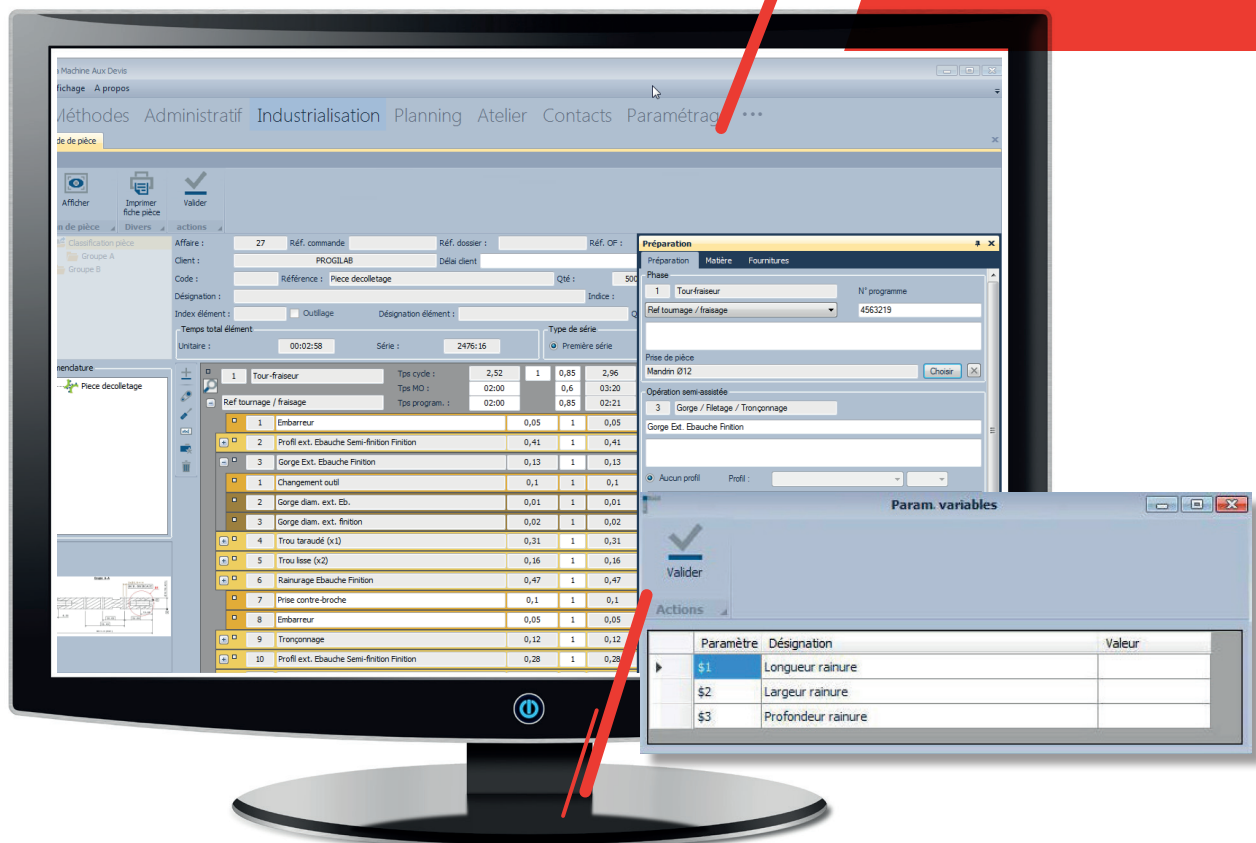 Machine Aux Devis
ffichage A propos
Méthodes Administratif Industrialisation Planning Atelier Contacts Paramétrag ...
de de pièce
Afficher Imprimer fiche pièce Valider
n de pièce Divers actions
Classification pièce
Groupe A
Groupe B
Affaire : 27 Réf. commande Réf. dossier : Réf. OF :
Client : PROGILAB Délai client
Code : Référence : Piece decolletage Qté : 500
Désignation : Indice :
Index élément : Outillage Désignation élément : Q
Temps total élément Type de série
Unitaire : 00:02:58 Série : 2476:16 Première série
menclature
Piece decolletage
1 Tour-fraiseur Tps cycle : 2,52 1 0,85 2,96
Tps MO : 02:00 0,6 03:20
Ref tournage / fraisage Tps program. : 02:00 0,85 02:21
1 Embarreur 0,05 1 0,05
2 Profil ext. Ebauche Semi-finition Finition 0,41 1 0,41
3 Gorge Ext. Ebauche Finition 0,13 1 0,13
1 Changement outil 0,1 1 0,1
2 Gorge diam. ext. Eb. 0,01 1 0,01
3 Gorge diam. ext. finition 0,02 1 0,02
4 Trou taraudé (x1) 0,31 1 0,31
5 Trou lisse (x2) 0,16 1 0,16
6 Rainurage Ebauche Finition 0,47 1 0,47
7 Prise contre-broche 0,1 1 0,1
8 Embarreur 0,05 1 0,05
9 Tronçonnage 0,12 1 0,12
10 Profil ext. Ebauche Semi-finition Finition 0,28 1 0,28
Préparation
Préparation Matière Fournitures
Phase
1 Tour-fraiseur N° programme
Ref tournage / fraisage 4563219
Prise de pièce
Mandrin Ø12 Choisir
Opération semi-assistée
3 Gorge / Filetage / Tronçonnage
Gorge Ext. Ebauche Finition
Aucun profil Profil :
Param. variables
Valider
Actions
Paramètre Désignation Valeur
$1 Longueur rainure
$2 Largeur rainure
$3 Profondeur rainure